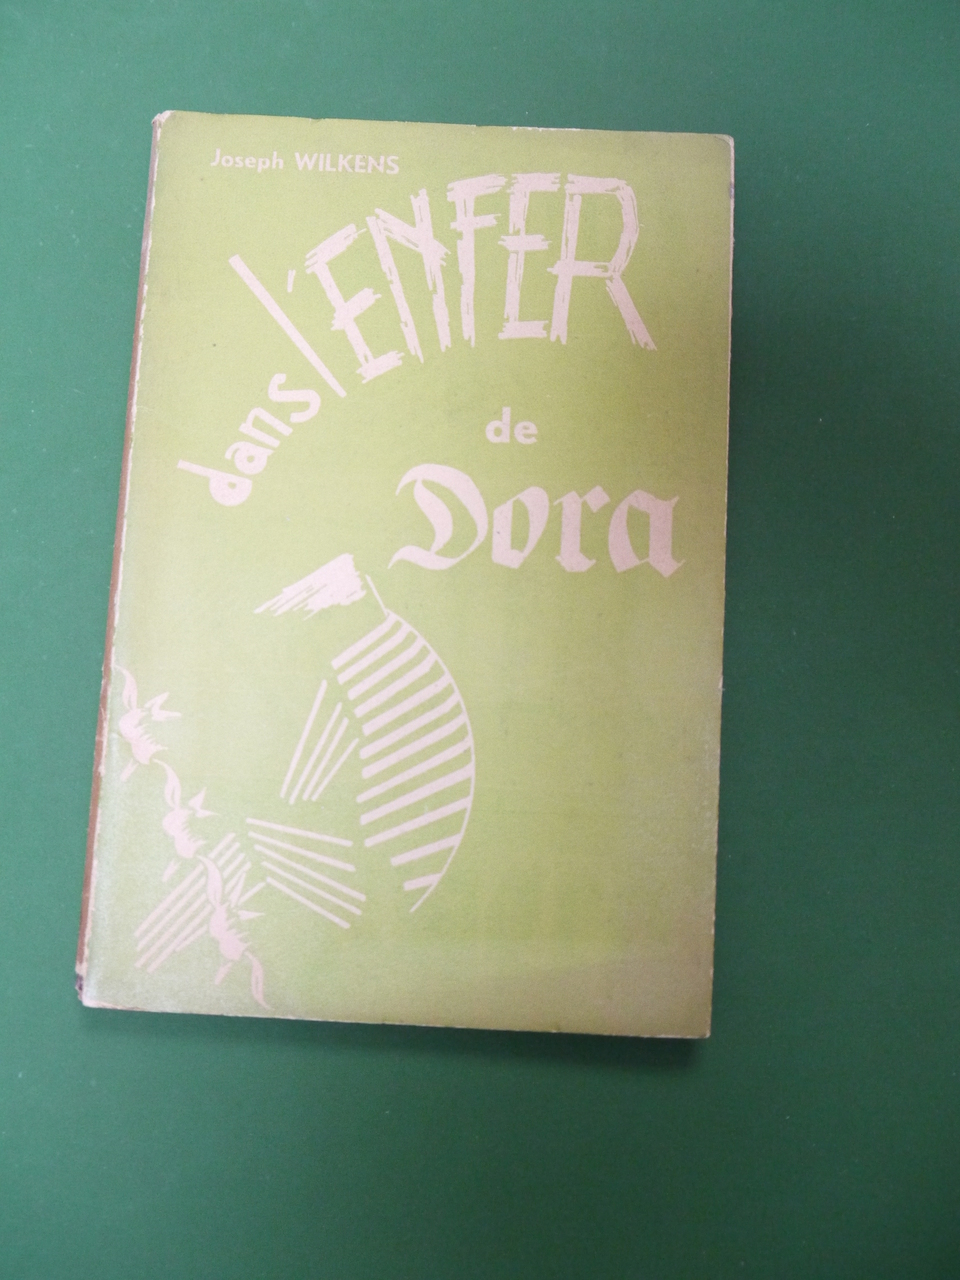 Joseph WILKENS
dans l'ENFER
de
Dora